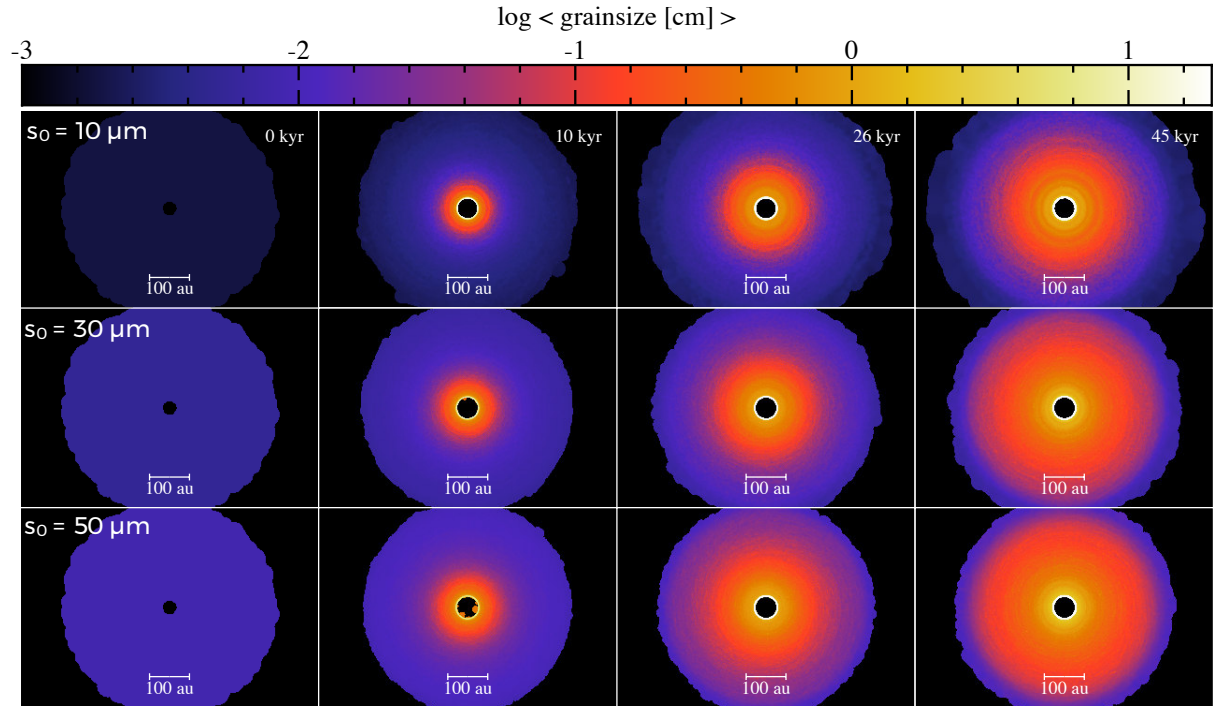 log < grainsize [cm] >
-3 -2 -1 0 1
s₀ = 10 μm 0 kyr 10 kyr 26 kyr 45 kyr
100 au 100 au 100 au 100 au
s₀ = 30 μm
100 au 100 au 100 au 100 au
s₀ = 50 μm
100 au 100 au 100 au 100 au